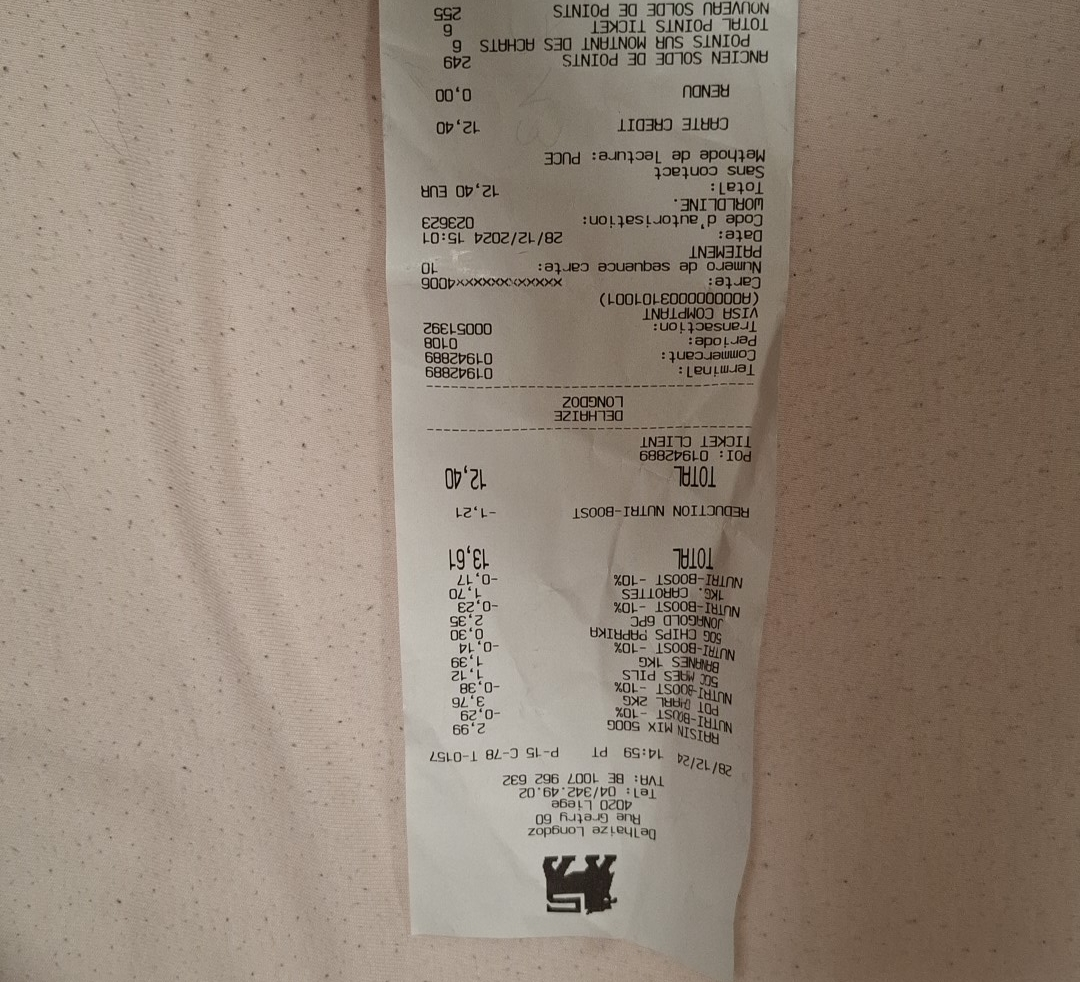 Delhaize Longdoz
Rue Gretry 60
4020 Liege
Tel: 04/342.49.02
TVA: BE 1007 962 632
28/12/24 14:59 PT P-15 C-78 T-0157
RAISIN MIX 500G 2,99
NUTRI-BOOST -10% -0,29
POT CHARL 2KG 3,76
NUTRI-BOOST -10% -0,38
50C MAES PILS 1,12
BANANES 1KG 1,39
NUTRI-BOOST -10% -0,14
50G CHIPS PAPRIKA 0,30
JONAGOLD 6PC 2,35
NUTRI-BOOST -10% -0,23
1KG. CAROTTES 1,70
NUTRI-BOOST -10% -0,17
TOTAL 13,61
REDUCTION NUTRI-BOOST -1,21
TOTAL 12,40
POI: 01942889
TICKET CLIENT
DELHAIZE
LONGDOZ
Terminal: 01942889
Commercant: 01942889
Periode: 0108
Transaction: 00051392
VISA COMPTANT
(A000000003101001)
Carte: xxxxxxxxxxxxx4006
Numero de sequence carte: 10
PAIEMENT
Date: 28/12/2024 15:01
Code d'autorisation: 023623
WORLDLINE.
Total: 12,40 EUR
Sans contact
Methode de lecture: PUCE
CARTE CREDIT 12,40
RENDU 0,00
ANCIEN SOLDE DE POINTS 249
POINTS SUR MONTANT DES ACHATS 6
TOTAL POINTS TICKET 6
NOUVEAU SOLDE DE POINTS 255